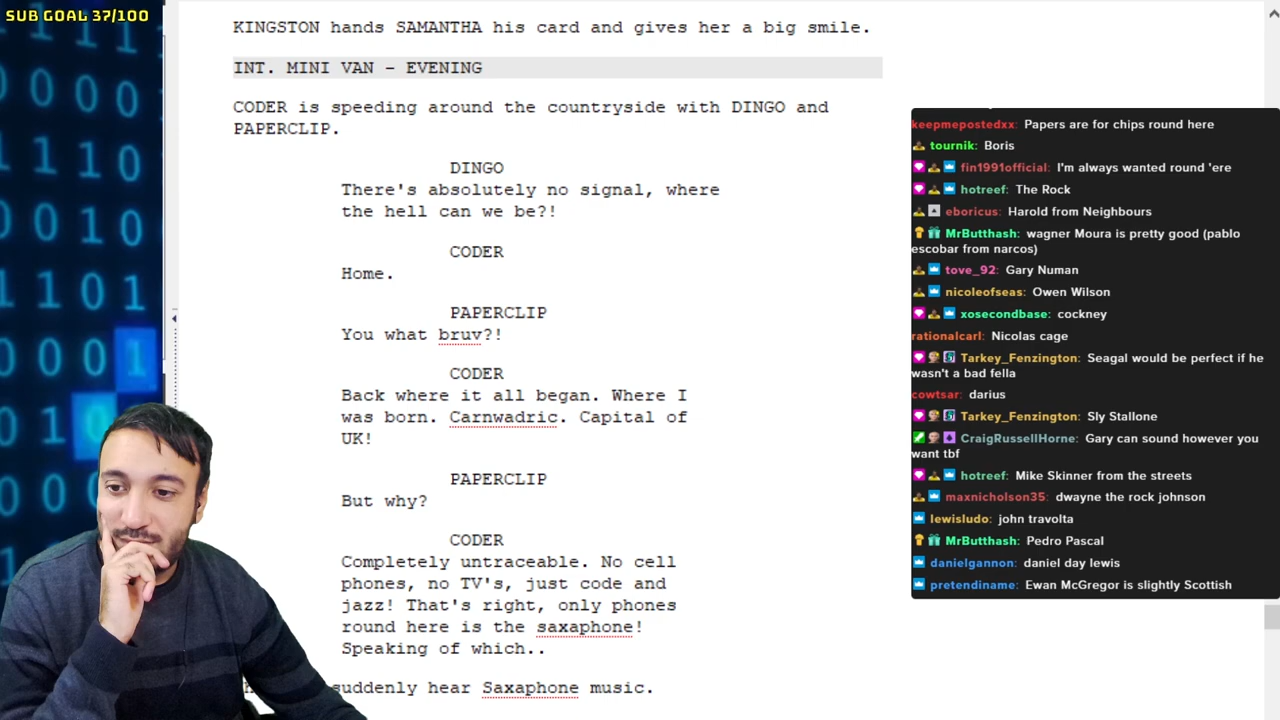 SUB GOAL 37/100
KINGSTON hands SAMANTHA his card and gives her a big smile.
INT. MINI VAN - EVENING
CODER is speeding around the countryside with DINGO and
PAPERCLIP.
DINGO
There's absolutely no signal, where
the hell can we be?!
CODER
Home.
PAPERCLIP
You what bruv?!
CODER
Back where it all began. Where I
was born. Carnwadric. Capital of
UK!
PAPERCLIP
But why?
CODER
Completely untraceable. No cell
phones, no TV's, just code and
jazz! That's right, only phones
round here is the saxaphone!
Speaking of which..
suddenly hear Saxaphone music.
keepmepostedxx: Papers are for chips round here
tournik: Boris
fin1991official: I'm always wanted round 'ere
hotreef: The Rock
eboricus: Harold from Neighbours
MrButthash: wagner Moura is pretty good (pablo
escobar from narcos)
tove_92: Gary Numan
nicoleofseas: Owen Wilson
xosecondbase: cockney
rationalcarl: Nicolas cage
Tarkey_Fenzington: Seagal would be perfect if he
wasn't a bad fella
cowtsar: darius
Tarkey_Fenzington: Sly Stallone
CraigRussellHorne: Gary can sound however you
want tbf
hotreef: Mike Skinner from the streets
maxnicholson35: dwayne the rock johnson
lewisludo: john travolta
MrButthash: Pedro Pascal
danielgannon: daniel day lewis
pretendiname: Ewan McGregor is slightly Scottish